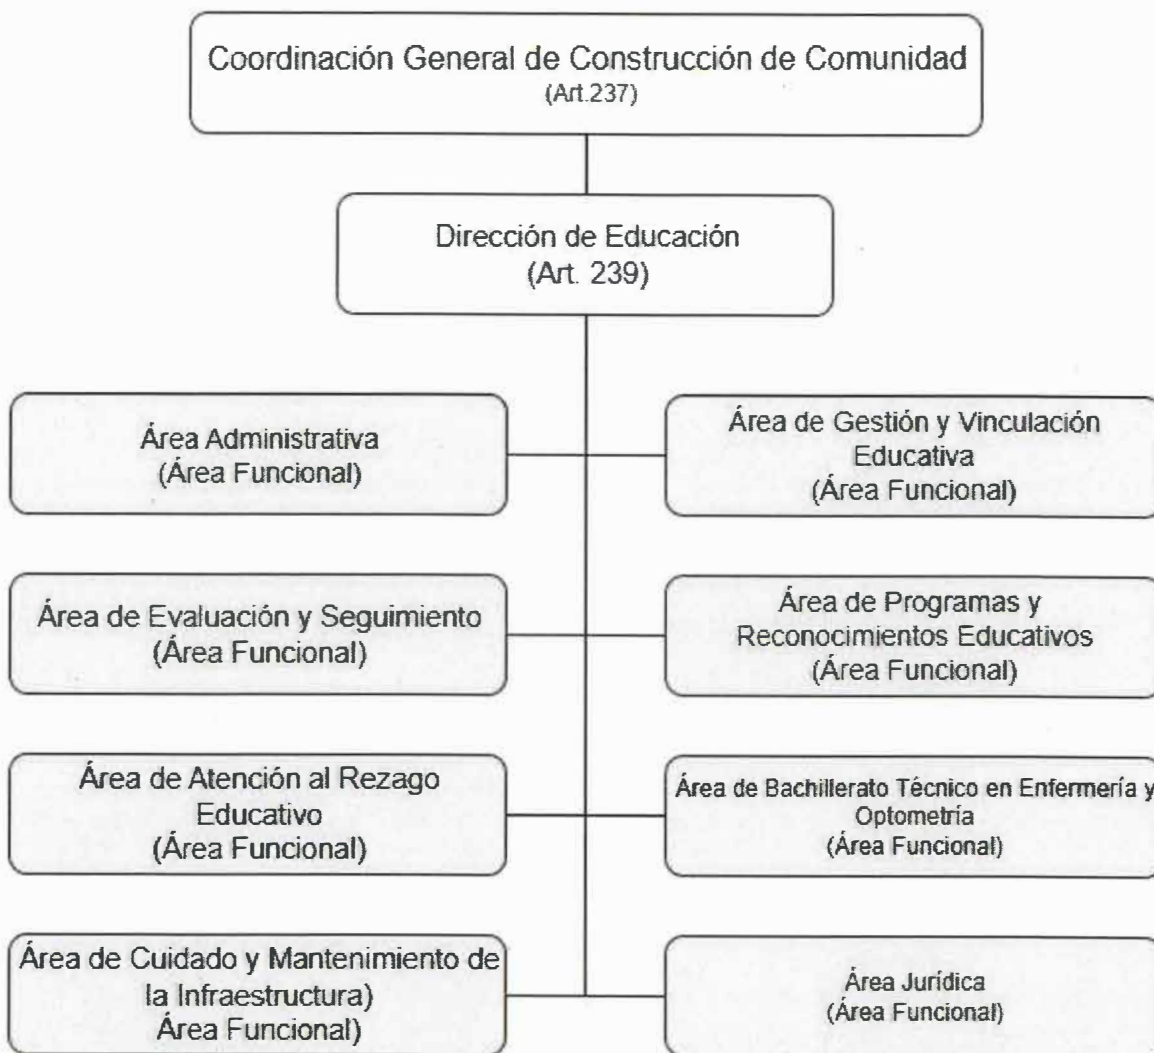 Coordinación General de Construcción de Comunidad
(Art.237)
Dirección de Educación
(Art. 239)
Área Administrativa
(Área Funcional)
Área de Gestión y Vinculación
Educativa
(Área Funcional)
Área de Evaluación y Seguimiento
(Área Funcional)
Área de Programas y
Reconocimientos Educativos
(Área Funcional)
Área de Atención al Rezago
Educativo
(Área Funcional)
Área de Bachillerato Técnico en Enfermería y
Optometría
(Área Funcional)
Área de Cuidado y Mantenimiento de
la Infraestructura)
Área Funcional)
Área Jurídica
(Área Funcional)